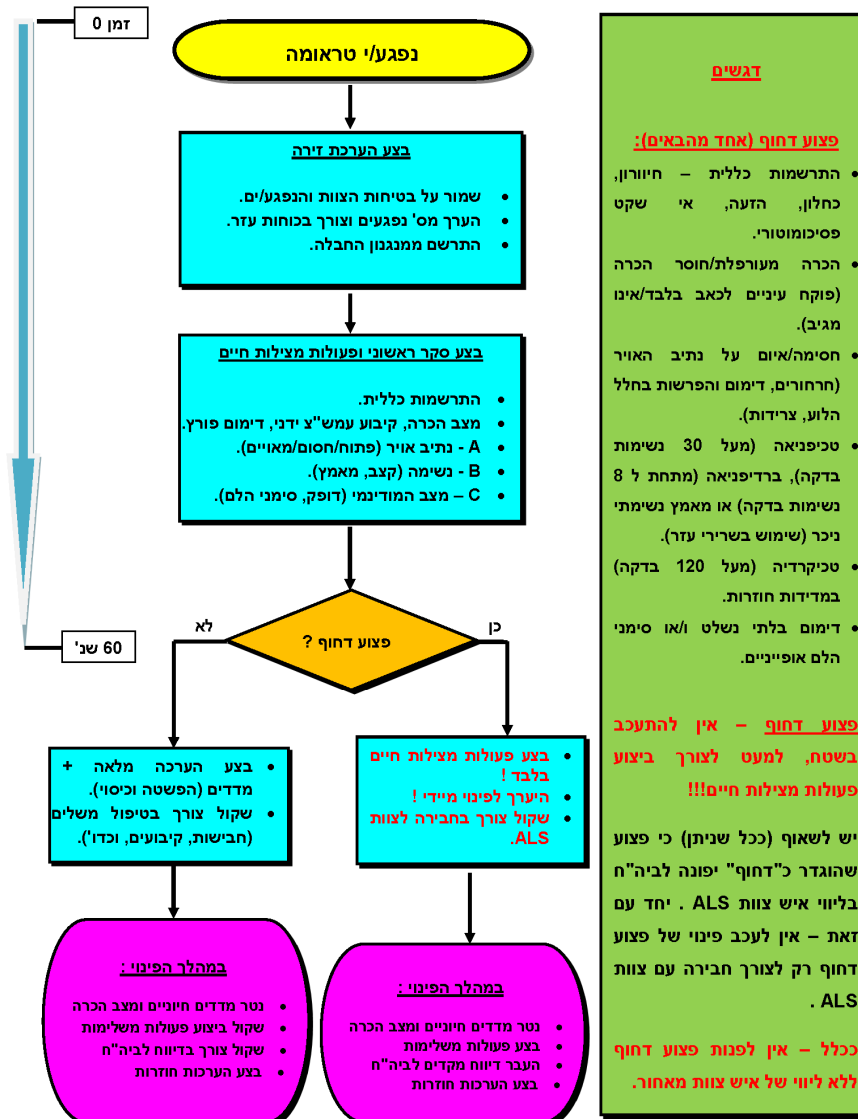 זמן 0
נפגע/י טראומה
בצע הערכת זירה
שמור על בטיחות הצוות והנפגע/ים.
הערך מס' נפגעים וצורך בכוחות עזר.
התרשם ממנגנון החבלה.
בצע סקר ראשוני ופעולות מצילות חיים
התרשמות כללית.
מצב הכרה, קיבוע עמש"צ ידני, דימום פורץ.
A - נתיב אויר (פתוח/חסום/מאויים).
B - נשימה (קצב, מאמץ).
C – מצב המודינמי (דופק, סימני הלם).
60 שנ'
פצוע דחוף ?
כן
לא
בצע פעולות מצילות חיים
בלבד !
היערך לפינוי מיידי !
שקול צורך בחבירה לצוות
ALS.
בצע הערכה מלאה +
מדדים (הפשטה וכיסוי).
שקול צורך בטיפול משלים
(חבישות, קיבועים, וכדו').
במהלך הפינוי :
נטר מדדים חיוניים ומצב הכרה
בצע פעולות משלימות
העבר דיווח מקדים לביה"ח
בצע הערכות חוזרות
במהלך הפינוי :
נטר מדדים חיוניים ומצב הכרה
שקול ביצוע פעולות משלימות
שקול צורך בדיווח לביה"ח
בצע הערכות חוזרות
דגשים
פצוע דחוף (אחד מהבאים):
התרשמות כללית – חיוורון,
כחלון, הזעה, אי שקט
פסיכומוטורי.
הכרה מעורפלת/חוסר הכרה
(פוקח עיניים לכאב בלבד/אינו
מגיב).
חסימה/איום על נתיב האויר
(חרחורים, דימום והפרשות בחלל
הלוע, צרידות).
טכיפניאה (מעל 30 נשימות
בדקה), ברדיפניאה (מתחת ל 8
נשימות בדקה) או מאמץ נשימתי
ניכר (שימוש בשרירי עזר).
טכיקרדיה (מעל 120 בדקה)
במדידות חוזרות.
דימום בלתי נשלט ו/או סימני
הלם אופייניים.
פצוע דחוף – אין להתעכב
בשטח, למעט לצורך ביצוע
פעולות מצילות חיים!!!
יש לשאוף (ככל שניתן) כי פצוע
שהוגדר כ"דחוף" יפונה לביה"ח
בליווי איש צוות ALS . יחד עם
זאת – אין לעכב פינוי של פצוע
דחוף רק לצורך חבירה עם צוות
ALS .
ככלל – אין לפנות פצוע דחוף
ללא ליווי של איש צוות מאחור.